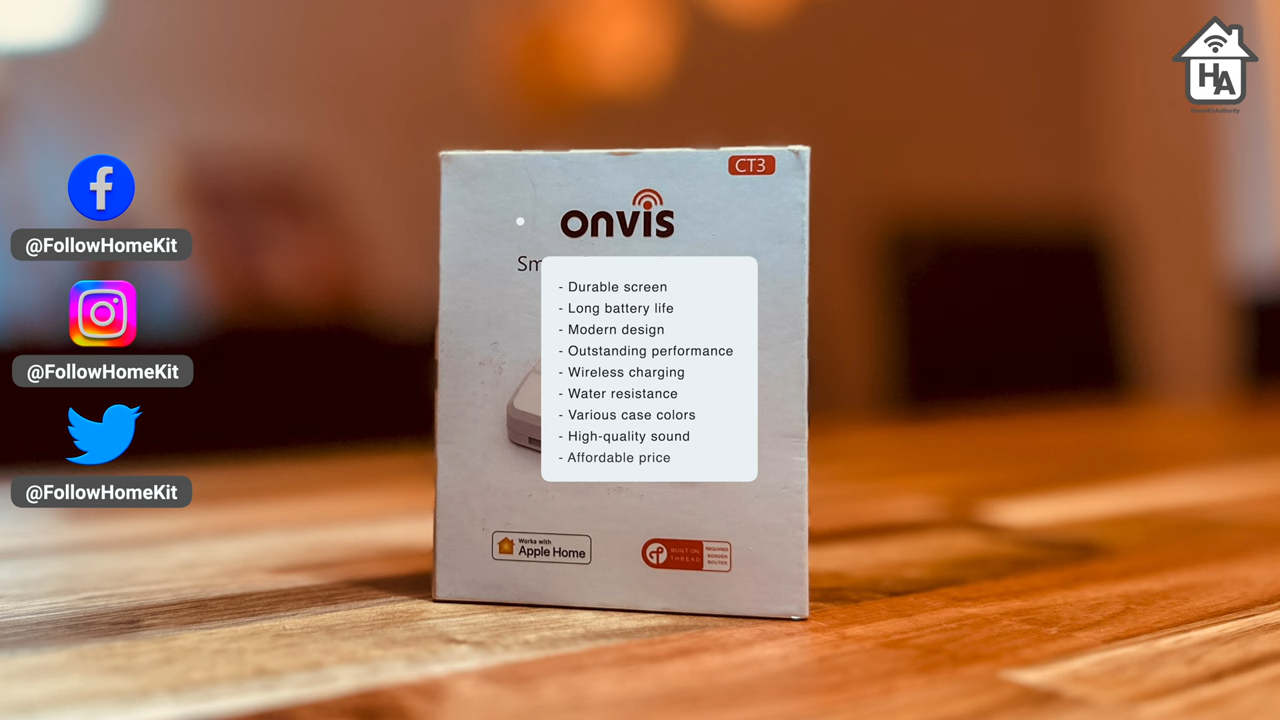 HA
@FollowHomeKit
@FollowHomeKit
@FollowHomeKit
CT3
onvis
Sm
- Durable screen
- Long battery life
- Modern design
- Outstanding performance
- Wireless charging
- Water resistance
- Various case colors
- High-quality sound
- Affordable price
Works with
Apple Home
BUILT ON
THREAD
REQUIRES
BORDER
ROUTER